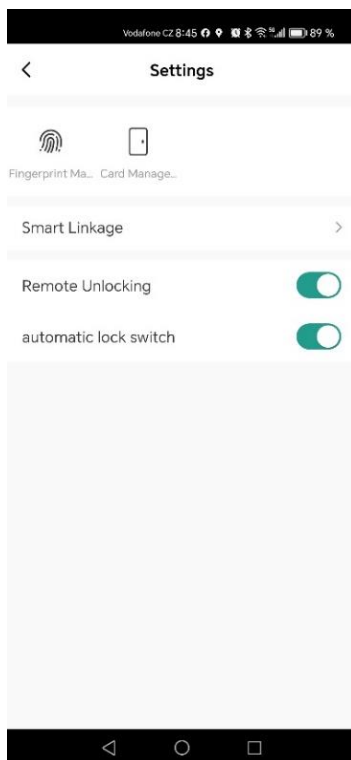 Vodafone CZ 8:45 89 %
Settings
Fingerprint Ma... Card Manage...
Smart Linkage
Remote Unlocking
automatic lock switch